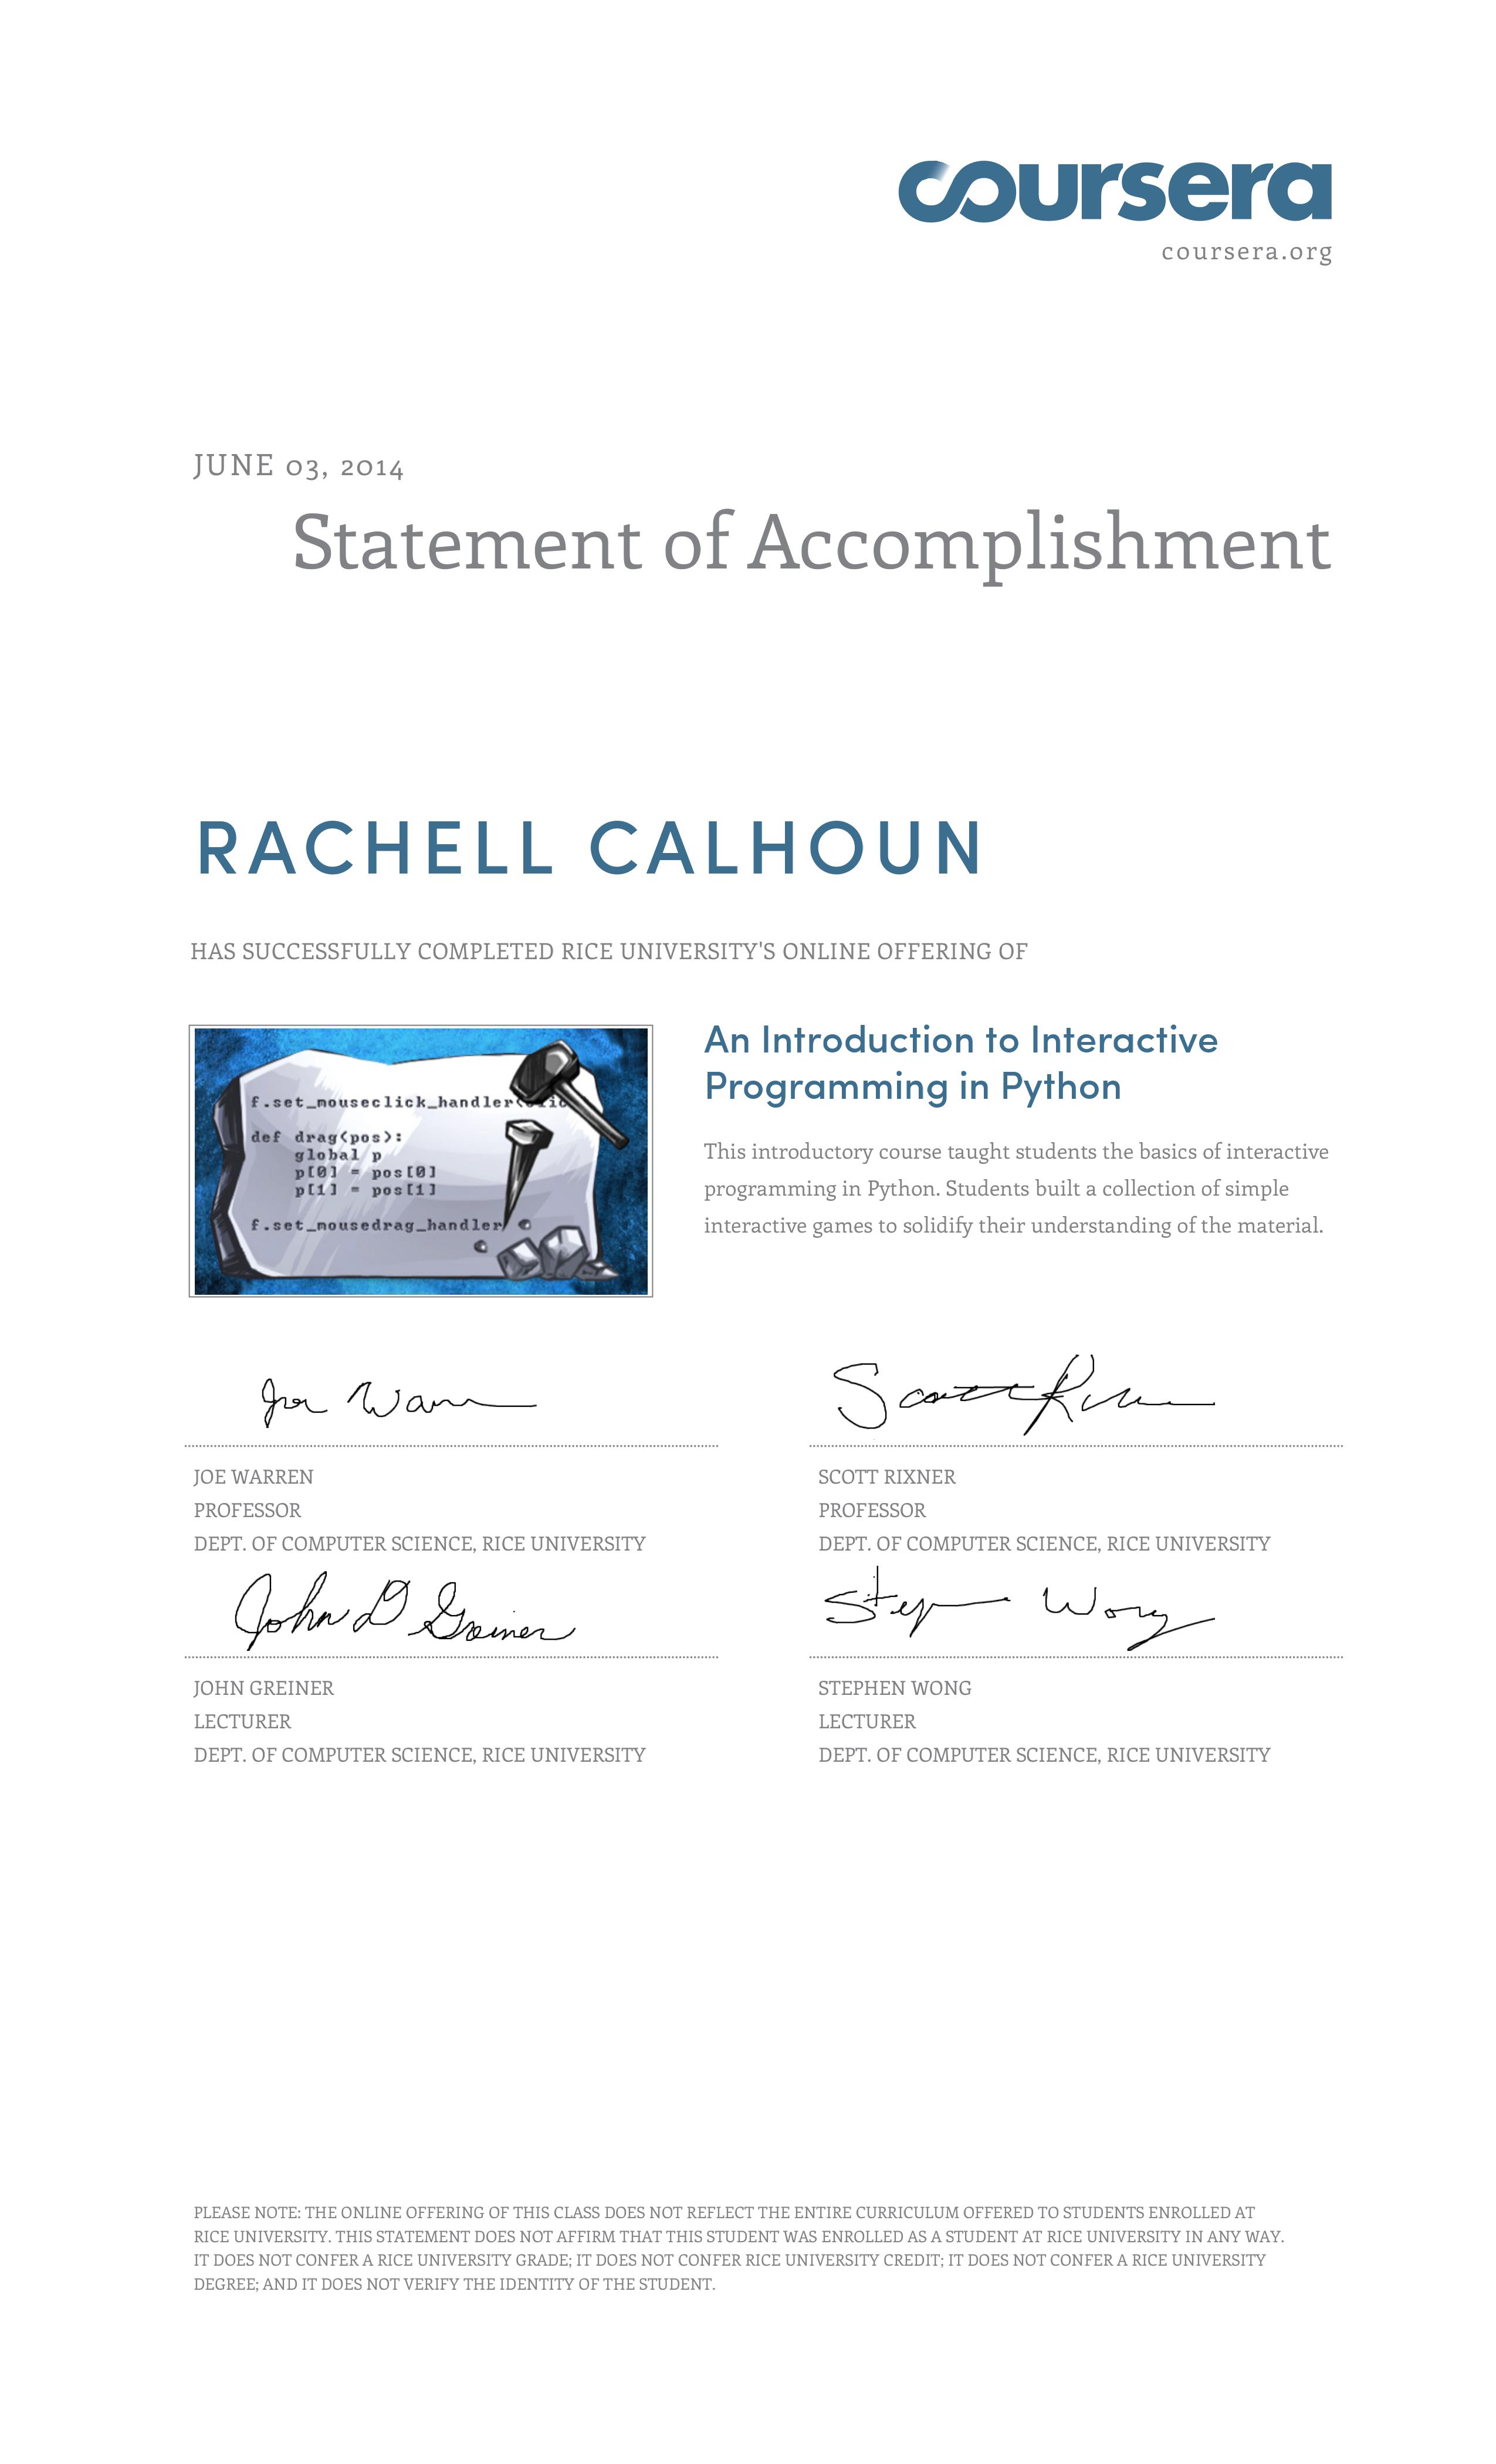 coursera
coursera.org
JUNE 03, 2014
Statement of Accomplishment
RACHELL CALHOUN
HAS SUCCESSFULLY COMPLETED RICE UNIVERSITY'S ONLINE OFFERING OF
An Introduction to Interactive
Programming in Python
This introductory course taught students the basics of interactive
programming in Python. Students built a collection of simple
interactive games to solidify their understanding of the material.
f.set_mouseclick_handler(
def drag(pos):
global p
p[0] = pos[0]
p[1] = pos[1]
f.set_mousedrag_handler
Joe Warren
Scott Rixner
JOE WARREN
PROFESSOR
DEPT. OF COMPUTER SCIENCE, RICE UNIVERSITY
SCOTT RIXNER
PROFESSOR
DEPT. OF COMPUTER SCIENCE, RICE UNIVERSITY
John D Greiner
Stephen Wong
JOHN GREINER
LECTURER
DEPT. OF COMPUTER SCIENCE, RICE UNIVERSITY
STEPHEN WONG
LECTURER
DEPT. OF COMPUTER SCIENCE, RICE UNIVERSITY
PLEASE NOTE: THE ONLINE OFFERING OF THIS CLASS DOES NOT REFLECT THE ENTIRE CURRICULUM OFFERED TO STUDENTS ENROLLED AT
RICE UNIVERSITY. THIS STATEMENT DOES NOT AFFIRM THAT THIS STUDENT WAS ENROLLED AS A STUDENT AT RICE UNIVERSITY IN ANY WAY.
IT DOES NOT CONFER A RICE UNIVERSITY GRADE; IT DOES NOT CONFER RICE UNIVERSITY CREDIT; IT DOES NOT CONFER A RICE UNIVERSITY
DEGREE; AND IT DOES NOT VERIFY THE IDENTITY OF THE STUDENT.